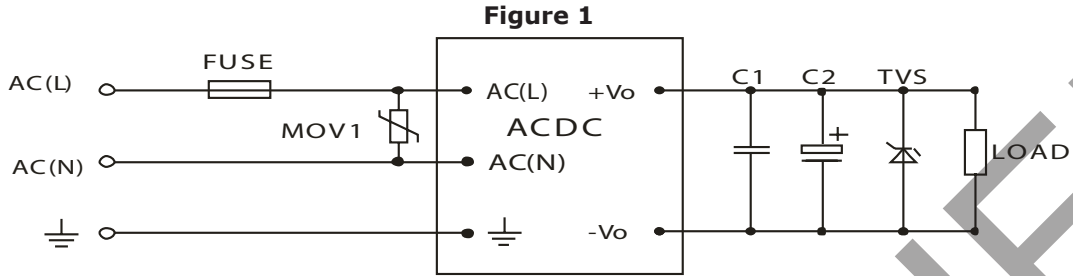 Figure 1
FUSE
AC(L)
MOV1
AC(N)
AC(L) +Vo
ACDC
AC(N)
-Vo
C1 C2 TVS
+
LOAD